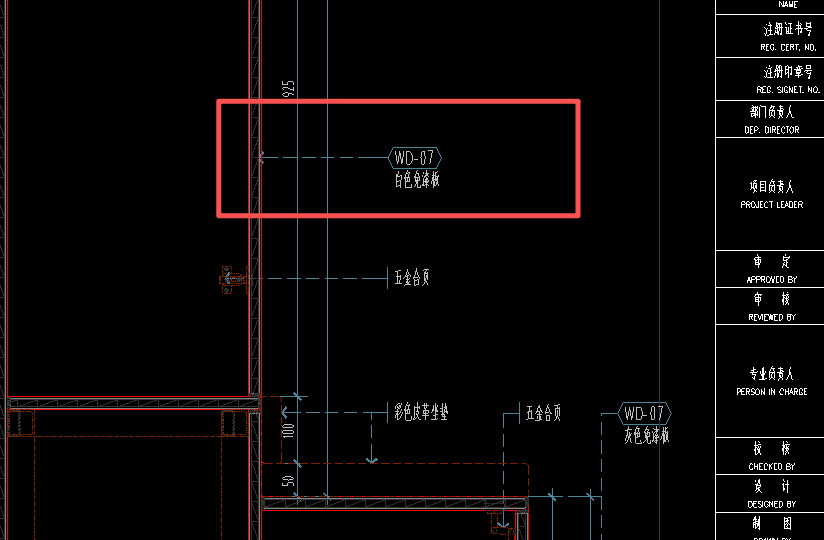 925
WD-07
白色免漆板
五金合页
彩色皮革坐垫
五金合页
WD-07
灰色免漆板
100
50
NAME
注册证书号
REG. CERT. NO.
注册印章号
REG. SIGNET. NO.
部门负责人
DEP. DIRECTOR
项目负责人
PROJECT LEADER
审 定
APPROVED BY
审 核
REVIEWED BY
专业负责人
PERSON IN CHARGE
校 核
CHECKED BY
设 计
DESIGNED BY
制 图
DRAWN BY